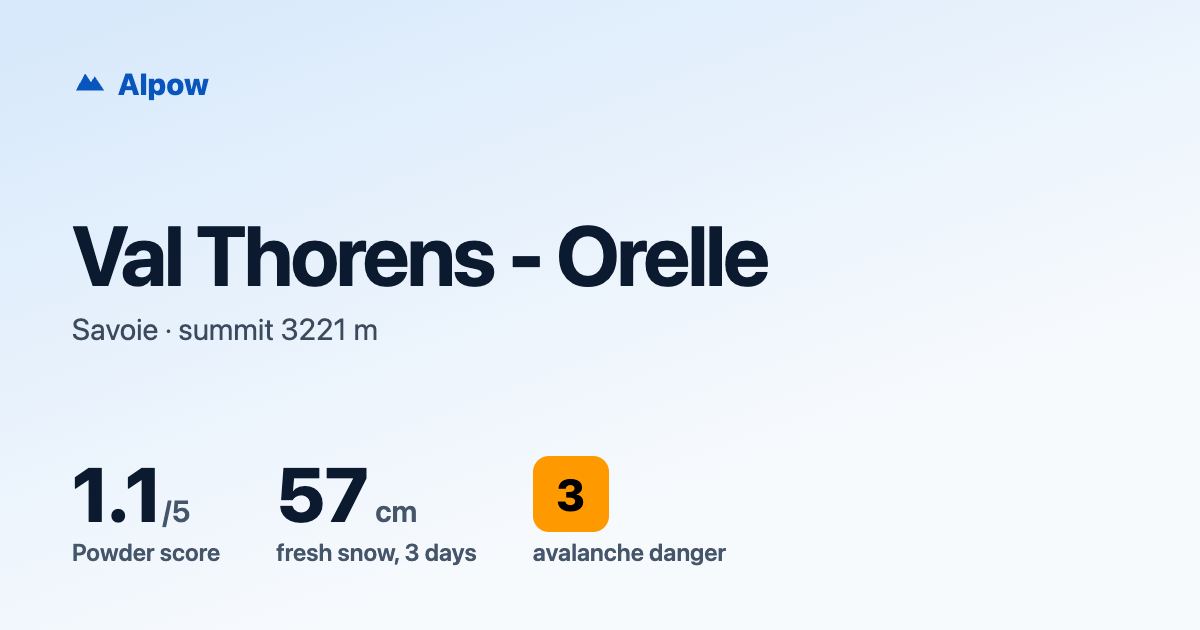 Alpow
Val Thorens - Orelle
Savoie · summit 3221 m
1.1/5
Powder score
57 cm
fresh snow, 3 days
3
avalanche danger